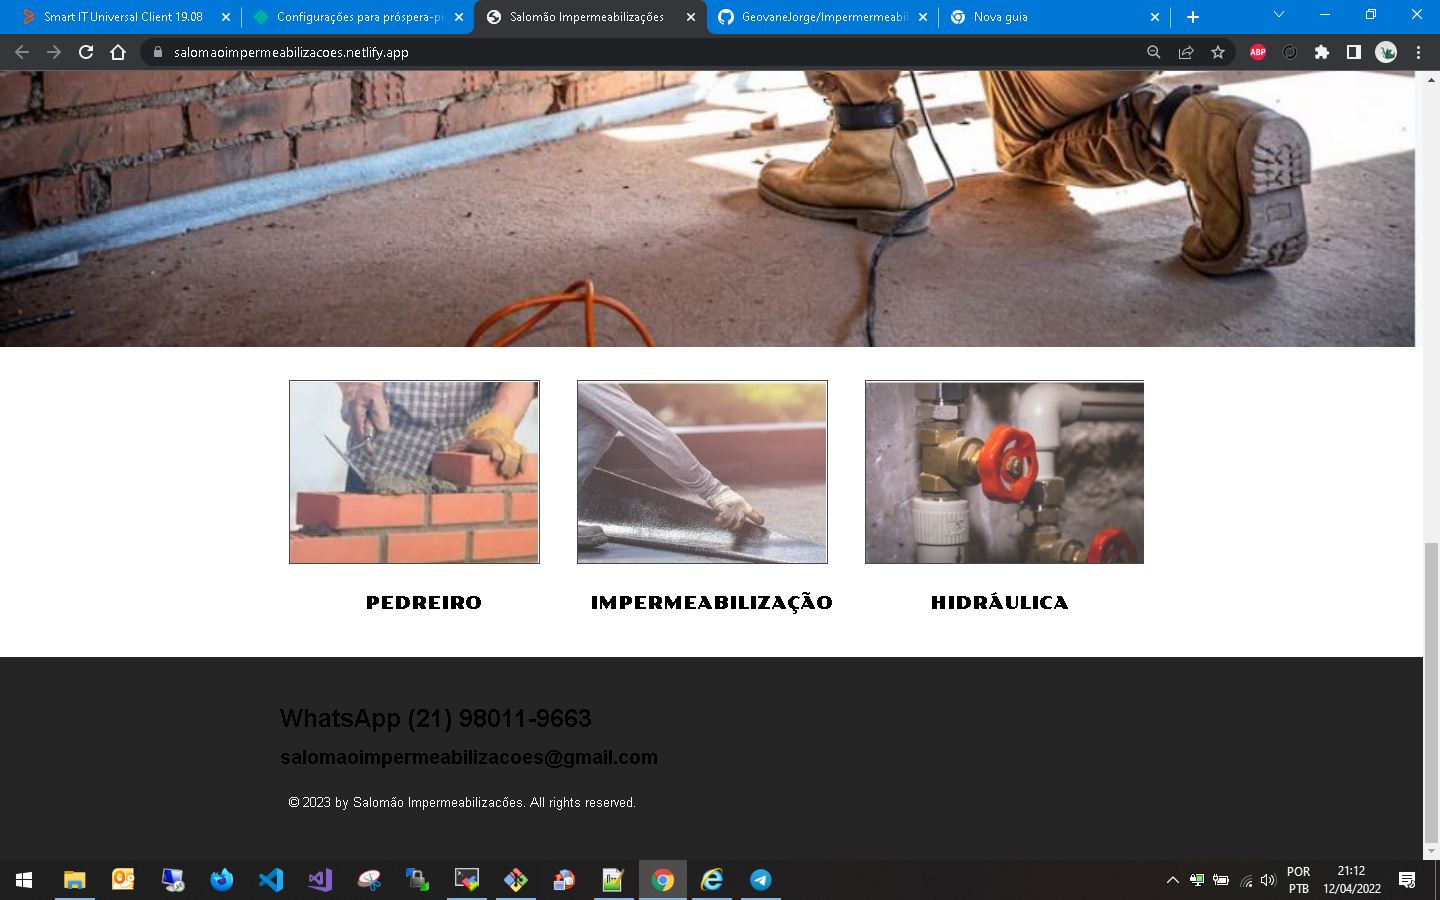 Smart IT Universal Client 19.08
Configurações para próspera-pi
Salomão Impermeabilizações
GeovaneJorge/Impermermeabil
Nova guia
salomaoimpermeabilizacoes.netlify.app
ABP
PEDREIRO
IMPERMEABILIZAÇÃO
HIDRÁULICA
WhatsApp (21) 98011-9663
salomaoimpermeabilizacoes@gmail.com
© 2023 by Salomão Impermeabilizacões. All rights reserved.
POR
PTB
21:12
12/04/2022